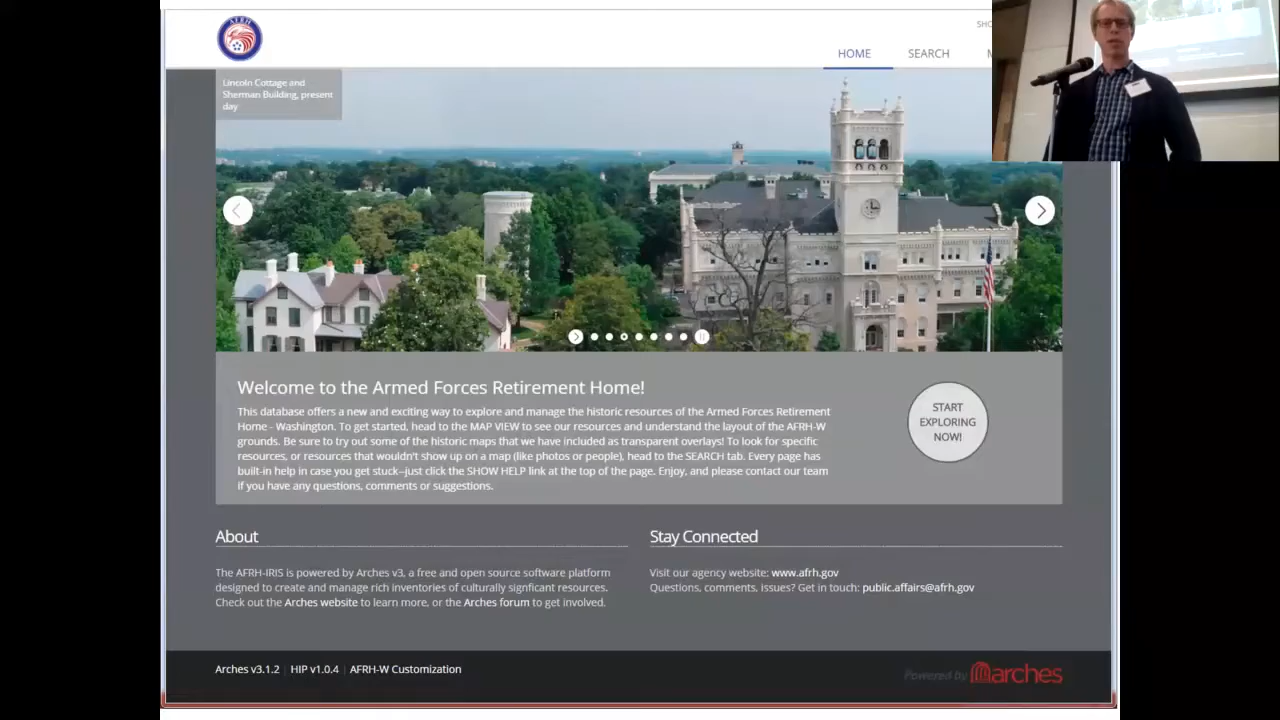 AFRH
SHO
HOME
SEARCH
M
Lincoln Cottage and
Sherman Building, present
day
Welcome to the Armed Forces Retirement Home!
This database offers a new and exciting way to explore and manage the historic resources of the Armed Forces Retirement
Home - Washington. To get started, head to the MAP VIEW to see our resources and understand the layout of the AFRH-W
grounds. Be sure to try out some of the historic maps that we have included as transparent overlays! To look for specific
resources, or resources that wouldn't show up on a map (like photos or people), head to the SEARCH tab. Every page has
built-in help in case you get stuck--just click the SHOW HELP link at the top of the page. Enjoy, and please contact our team
if you have any questions, comments or suggestions.
START
EXPLORING
NOW!
About
The AFRH-IRIS is powered by Arches v3, a free and open source software platform
designed to create and manage rich inventories of culturally signficant resources.
Check out the Arches website to learn more, or the Arches forum to get involved.
Stay Connected
Visit our agency website: www.afrh.gov
Questions, comments, issues? Get in touch: public.affairs@afrh.gov
Arches v3.1.2 | HIP v1.0.4 | AFRH-W Customization
Powered by arches